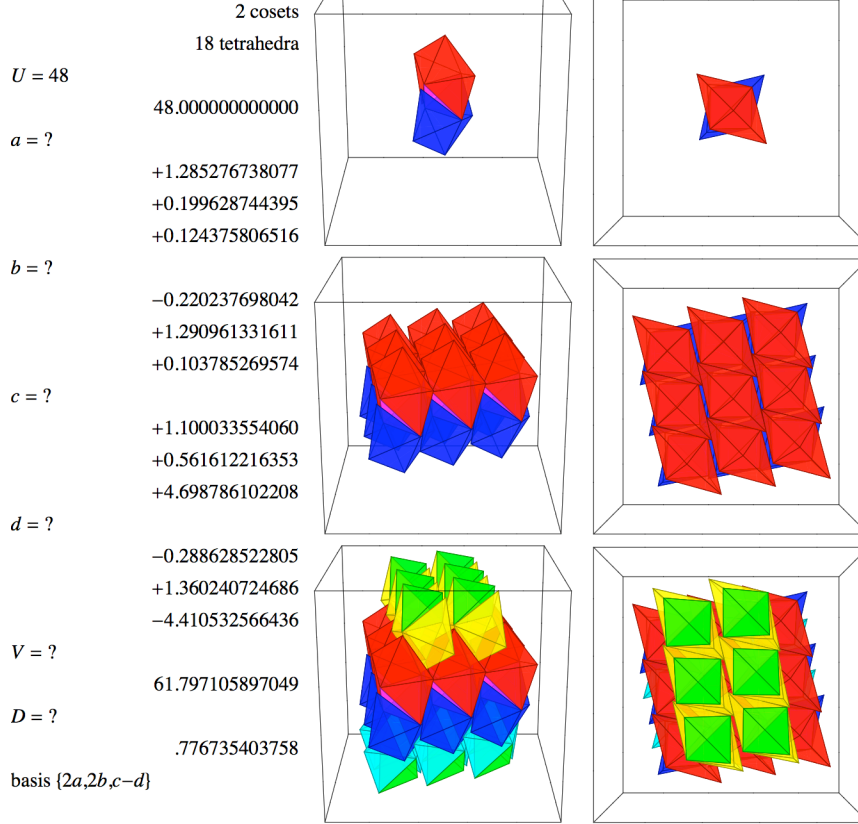 2 cosets
18 tetrahedra
U = 48
48.000000000000
a = ?
+1.285276738077
+0.199628744395
+0.124375806516
b = ?
−0.220237698042
+1.290961331611
+0.103785269574
c = ?
+1.100033554060
+0.561612216353
+4.698786102208
d = ?
−0.288628522805
+1.360240724686
−4.410532566436
V = ?
61.797105897049
D = ?
.776735403758
basis {2a,2b,c−d}